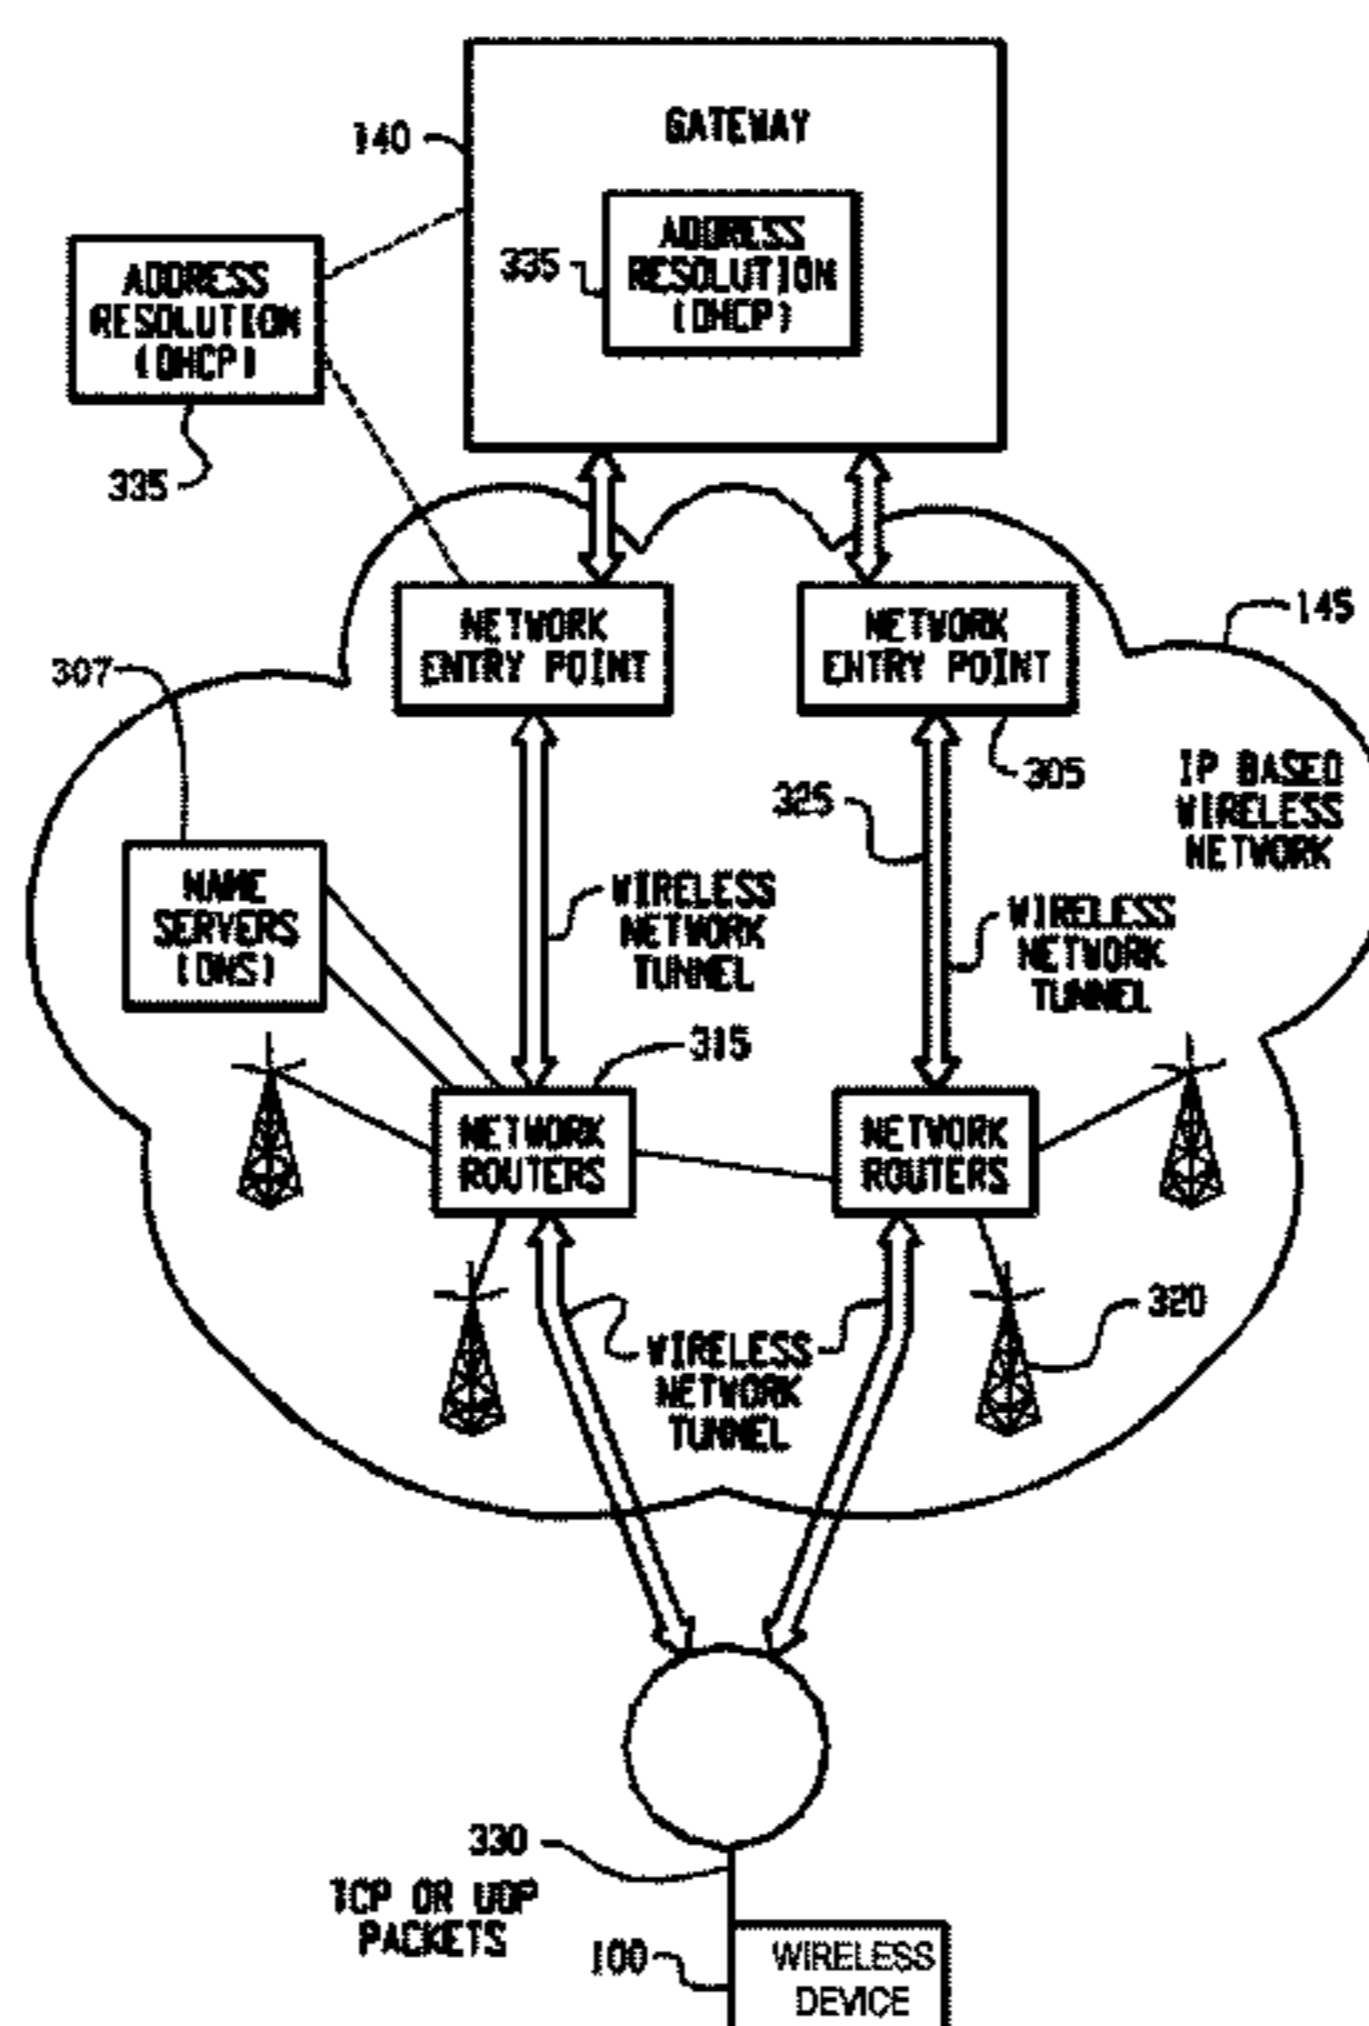 GATEWAY
140
ADDRESS
RESOLUTION
(DHCP)
335
ADDRESS
RESOLUTION
(DHCP)
335
NETWORK
ENTRY POINT
NETWORK
ENTRY POINT
145
307
305
325
IP BASED
WIRELESS
NETWORK
NAME
SERVERS
(DNS)
WIRELESS
NETWORK
TUNNEL
WIRELESS
NETWORK
TUNNEL
315
NETWORK
ROUTERS
NETWORK
ROUTERS
320
WIRELESS
NETWORK
TUNNEL
330
TCP OR UDP
PACKETS
100
WIRELESS
DEVICE